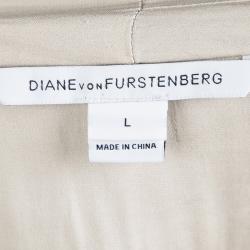 DIANE VON FURSTENBERG
L
MADE IN CHINA